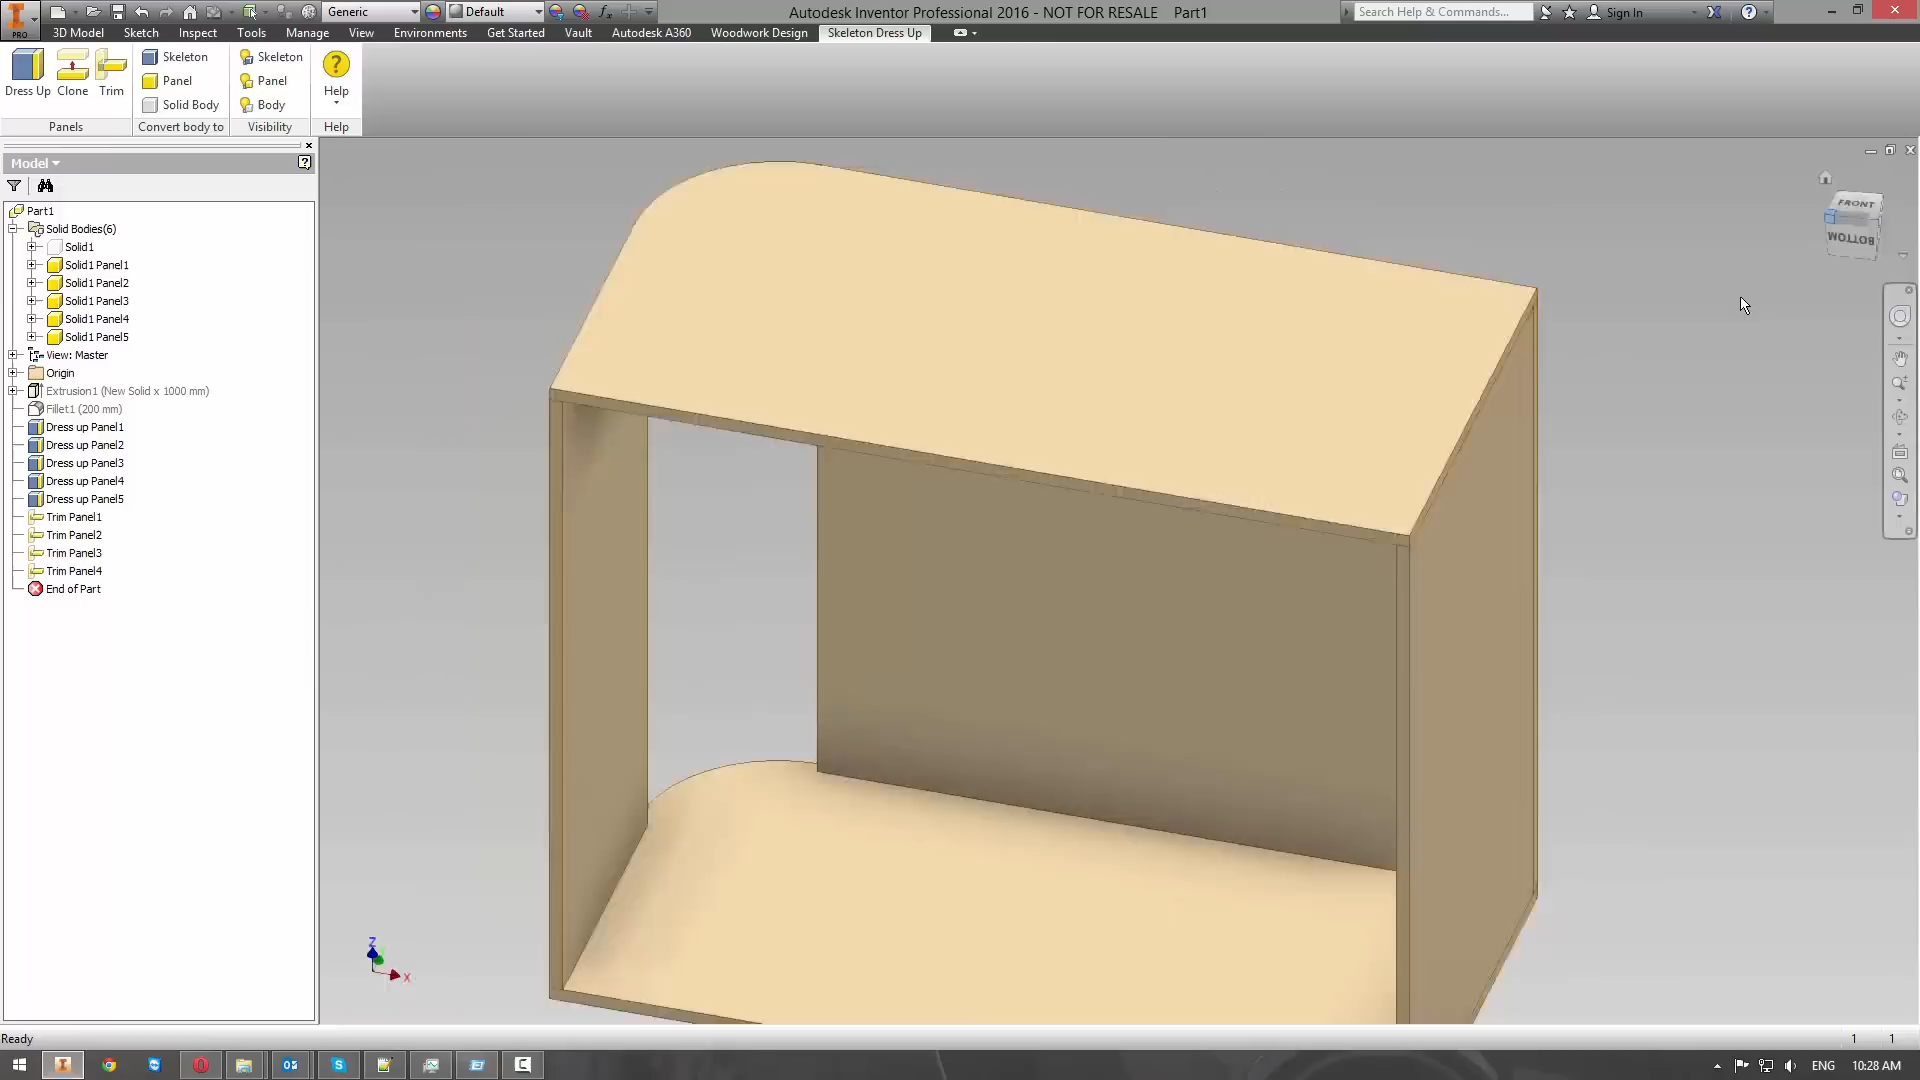 Generic
Default
Autodesk Inventor Professional 2016 - NOT FOR RESALE Part1
Search Help & Commands...
Sign In
PRO
3D Model Sketch Inspect Tools Manage View Environments Get Started Vault Autodesk A360 Woodwork Design Skeleton Dress Up
Dress Up Clone Trim
Skeleton
Panel
Solid Body
Skeleton
Panel
Body
Help
Panels Convert body to Visibility Help
Model
Part1
Solid Bodies(6)
Solid1
Solid1 Panel1
Solid1 Panel2
Solid1 Panel3
Solid1 Panel4
Solid1 Panel5
View: Master
Origin
Extrusion1 (New Solid x 1000 mm)
Fillet1 (200 mm)
Dress up Panel1
Dress up Panel2
Dress up Panel3
Dress up Panel4
Dress up Panel5
Trim Panel1
Trim Panel2
Trim Panel3
Trim Panel4
End of Part
FRONT
BOTTOM
Z
X
Ready
1 1
ENG 10:28 AM